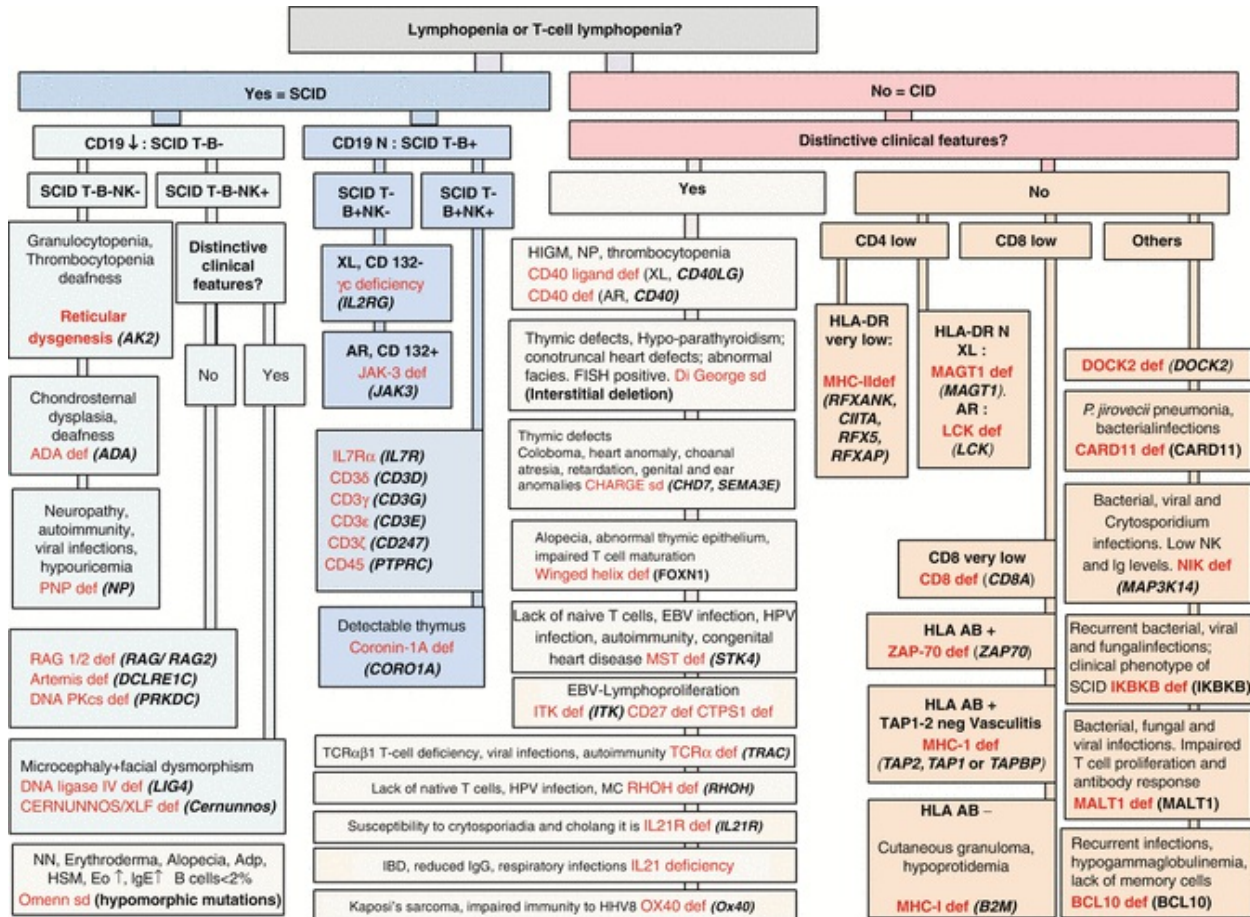 Lymphopenia or T-cell lymphopenia?
Yes = SCID
No = CID
CD19 ↓ : SCID T-B-
CD19 N : SCID T-B+
Distinctive clinical features?
SCID T-B-NK-
SCID T-B-NK+
SCID T-
B+NK-
SCID T-
B+NK+
Yes
No
Granulocytopenia,
Thrombocytopenia
deafness
Reticular
dysgenesis (AK2)
Chondrosternal
dysplasia,
deafness
ADA def (ADA)
Neuropathy,
autoimmunity,
viral infections,
hypouricemia
PNP def (NP)
Distinctive
clinical
features?
No
Yes
RAG 1/2 def (RAG/ RAG2)
Artemis def (DCLRE1C)
DNA PKcs def (PRKDC)
Microcephaly+facial dysmorphism
DNA ligase IV def (LIG4)
CERNUNNOS/XLF def (Cernunnos)
NN, Erythroderma, Alopecia, Adp,
HSM, Eo ↑, IgE↑ B cells<2%
Omenn sd (hypomorphic mutations)
XL, CD 132-
γc deficiency
(IL2RG)
AR, CD 132+
JAK-3 def
(JAK3)
IL7Rα (IL7R)
CD3δ (CD3D)
CD3γ (CD3G)
CD3ε (CD3E)
CD3ζ (CD247)
CD45 (PTPRC)
Detectable thymus
Coronin-1A def
(CORO1A)
HIGM, NP, thrombocytopenia
CD40 ligand def (XL, CD40LG)
CD40 def (AR, CD40)
Thymic defects, Hypo-parathyroidism;
conotruncal heart defects; abnormal
facies. FISH positive. Di George sd
(Interstitial deletion)
Thymic defects
Coloboma, heart anomaly, choanal
atresia, retardation, genital and ear
anomalies CHARGE sd (CHD7, SEMA3E)
Alopecia, abnormal thymic epithelium,
impaired T cell maturation
Winged helix def (FOXN1)
Lack of naive T cells, EBV infection, HPV
infection, autoimmunity, congenital
heart disease MST def (STK4)
EBV-Lymphoproliferation
ITK def (ITK) CD27 def CTPS1 def
TCRαβ1 T-cell deficiency, viral infections, autoimmunity TCRα def (TRAC)
Lack of native T cells, HPV infection, MC RHOH def (RHOH)
Susceptibility to crytosporiadia and cholang it is IL21R def (IL21R)
IBD, reduced IgG, respiratory infections IL21 deficiency
Kaposi's sarcoma, impaired immunity to HHV8 OX40 def (Ox40)
CD4 low
CD8 low
Others
HLA-DR
very low:
MHC-IIdef
(RFXANK,
CIITA,
RFX5,
RFXAP)
HLA-DR N
XL :
MAGT1 def
(MAGT1).
AR :
LCK def
(LCK)
CD8 very low
CD8 def (CD8A)
HLA AB +
ZAP-70 def (ZAP70)
HLA AB +
TAP1-2 neg Vasculitis
MHC-1 def
(TAP2, TAP1 or TAPBP)
HLA AB –
Cutaneous granuloma,
hypoprotidemia
MHC-I def (B2M)
DOCK2 def (DOCK2)
P. jirovecii pneumonia,
bacterialinfections
CARD11 def (CARD11)
Bacterial, viral and
Crytosporidium
infections. Low NK
and Ig levels. NIK def
(MAP3K14)
Recurrent bacterial, viral
and fungalinfections;
clinical phenotype of
SCID IKBKB def (IKBKB)
Bacterial, fungal and
viral infections. Impaired
T cell proliferation and
antibody response
MALT1 def (MALT1)
Recurrent infections,
hypogammaglobulinemia,
lack of memory cells
BCL10 def (BCL10)